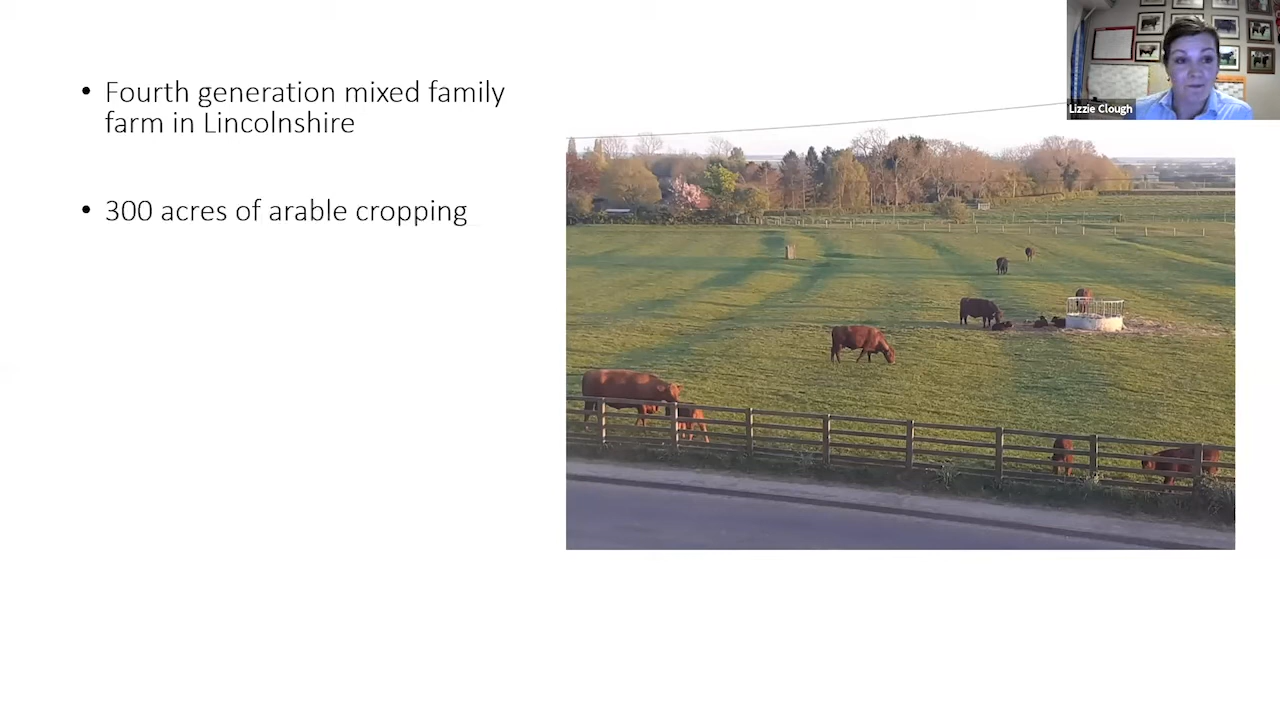 Lizzie Clough
• Fourth generation mixed family
farm in Lincolnshire
• 300 acres of arable cropping